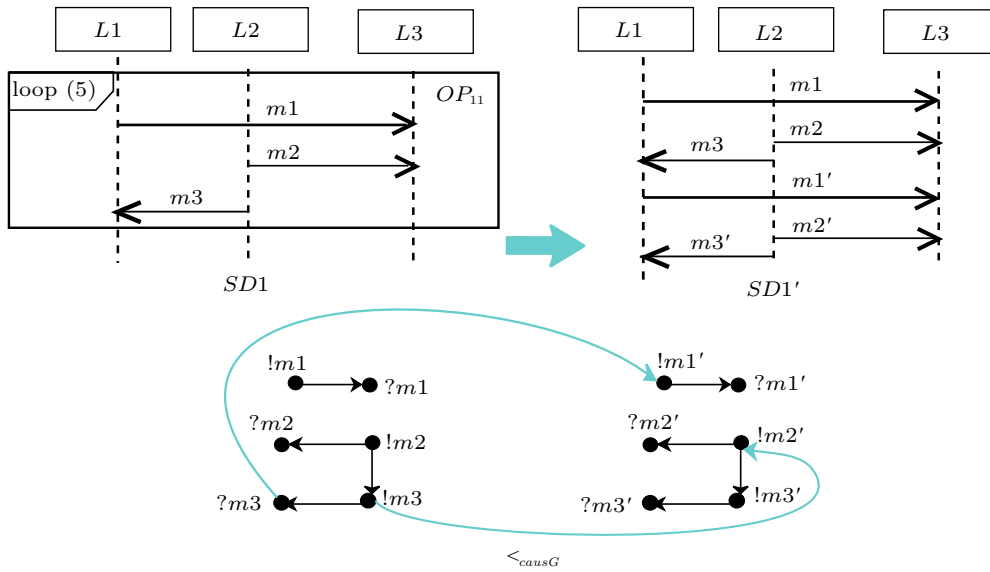 L1 L2 L3
loop (5)
OP₁₁
m1
m2
m3
SD1
L1 L2 L3
m1
m2
m3
m1′
m2′
m3′
SD1′
!m1 ?m1
?m2 !m2
?m3 !m3
!m1′ ?m1′
?m2′ !m2′
?m3′ !m3′
<causG